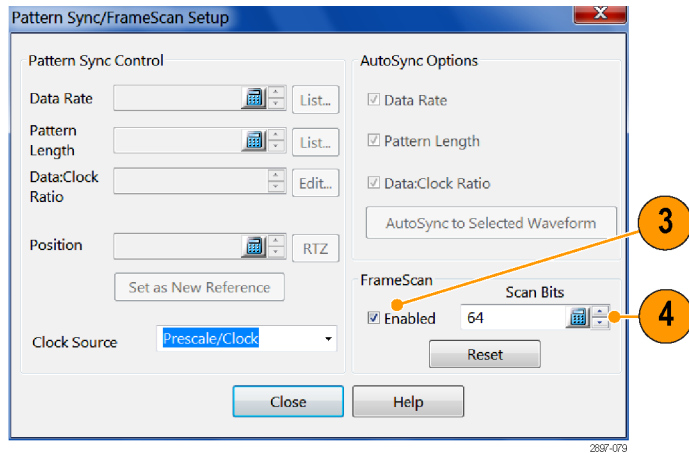 Pattern Sync/FrameScan Setup
X
Pattern Sync Control
Data Rate
List...
Pattern
Length
List...
Data:Clock
Ratio
Edit...
Position
RTZ
Set as New Reference
Clock Source
Prescale/Clock
AutoSync Options
Data Rate
Pattern Length
Data:Clock Ratio
AutoSync to Selected Waveform
3
FrameScan
Scan Bits
Enabled
64
4
Reset
Close
Help
2897-079